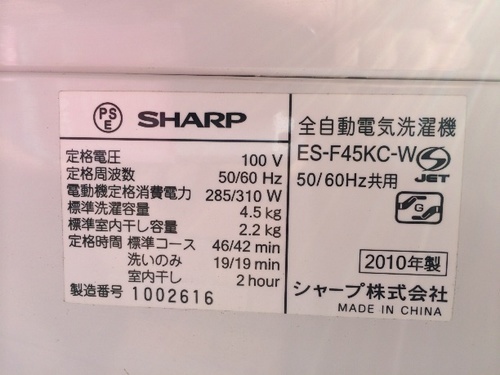 PS
E
SHARP
定格電圧 100 V
定格周波数 50/60 Hz
電動機定格消費電力 285/310 W
標準洗濯容量 4.5 kg
標準室内干し容量 2.2 kg
定格時間 標準コース 46/42 min
洗いのみ 19/19 min
室内干し 2 hour
製造番号 1002616
全自動電気洗濯機
ES-F45KC-W
S JET
50/60Hz共用
G
2010年製
シャープ株式会社
MADE IN CHINA